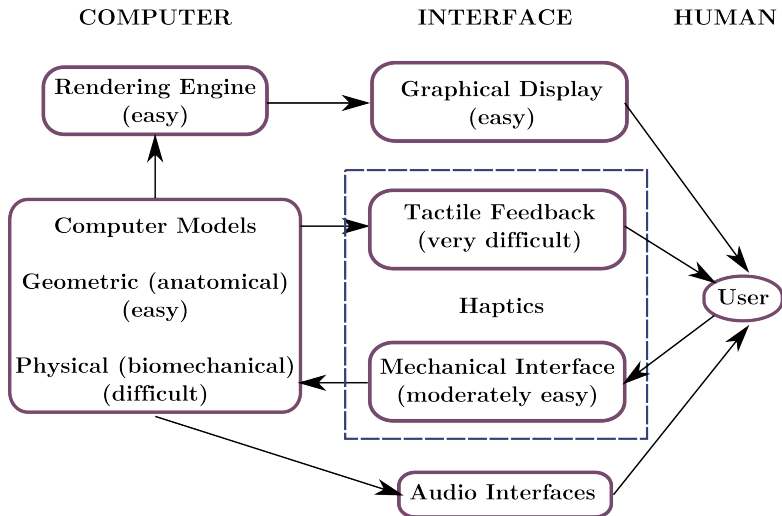 COMPUTER
INTERFACE
HUMAN
Rendering Engine
(easy)
Graphical Display
(easy)
Computer Models
Geometric (anatomical)
(easy)
Physical (biomechanical)
(difficult)
Tactile Feedback
(very difficult)
Haptics
Mechanical Interface
(moderately easy)
User
Audio Interfaces